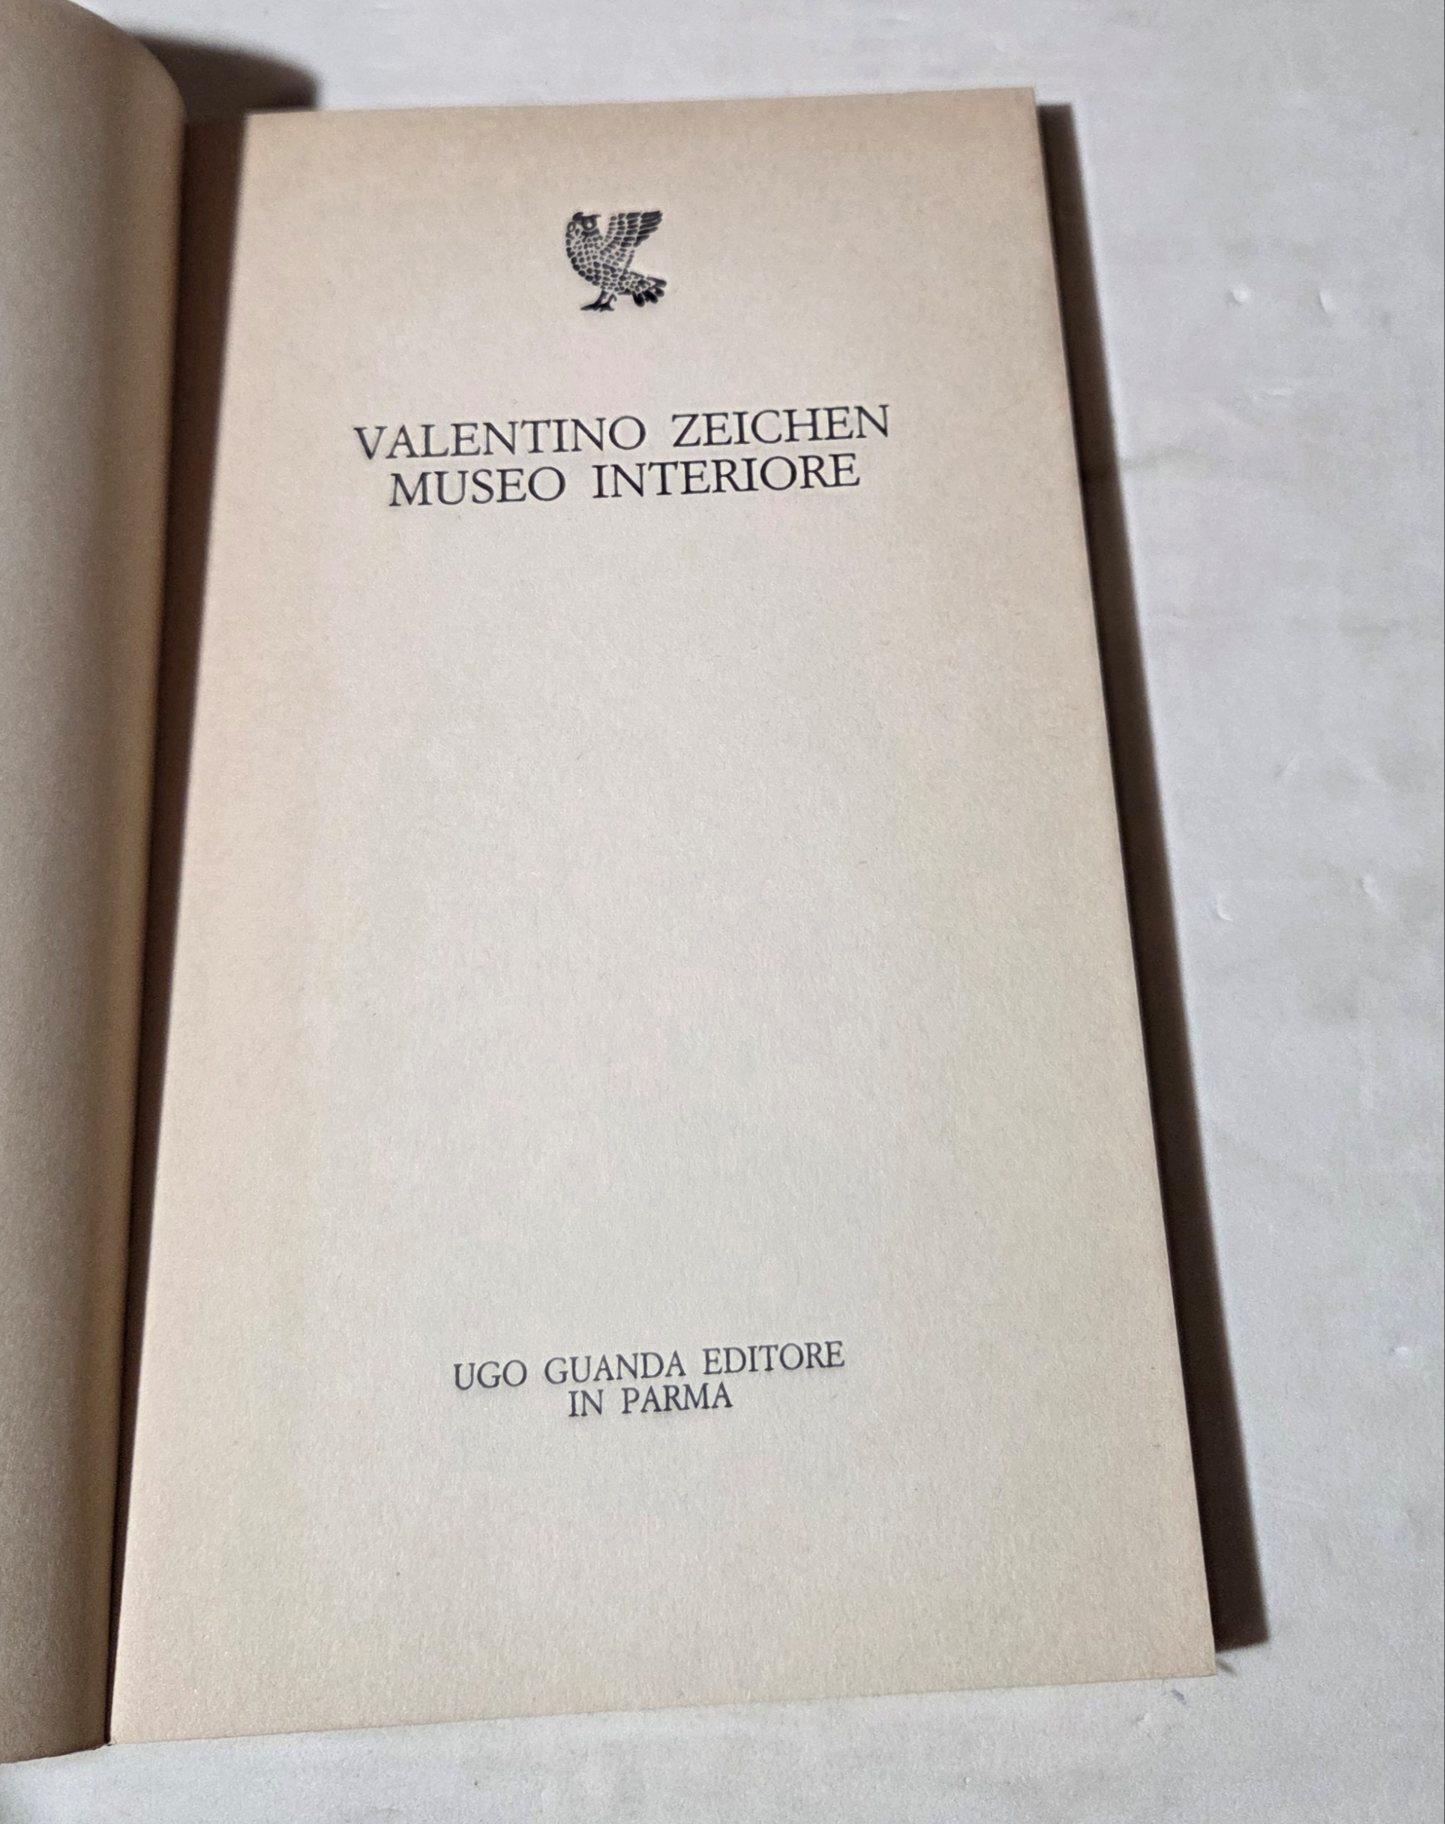 VALENTINO ZEICHEN
MUSEO INTERIORE
UGO GUANDA EDITORE
IN PARMA